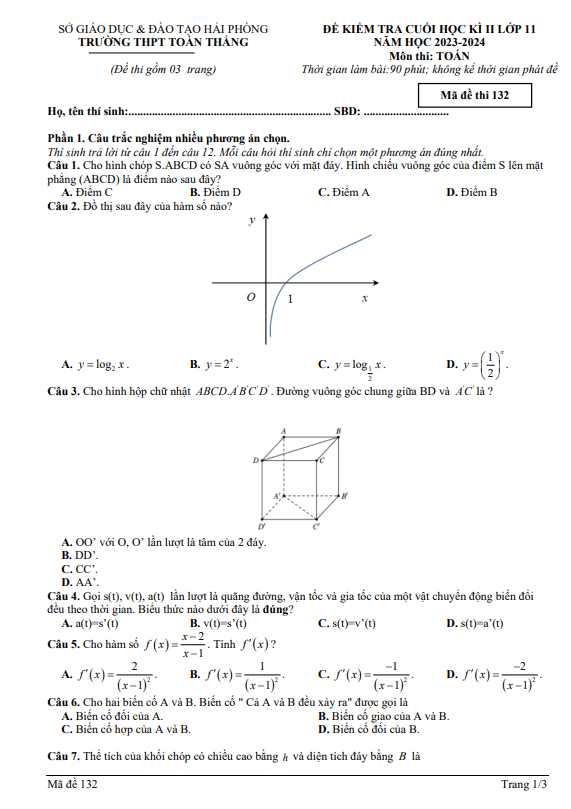 SỞ GIÁO DỤC & ĐÀO TẠO HẢI PHÒNG
TRƯỜNG THPT TOÀN THẮNG
(Đề thi gồm 03 trang)
ĐỀ KIỂM TRA CUỐI HỌC KÌ II LỚP 11
NĂM HỌC 2023-2024
Môn thi: TOÁN
Thời gian làm bài:90 phút; không kể thời gian phát đề
Mã đề thi 132
Họ, tên thí sinh:.......................................................................... SBD: ...............................
Phần 1. Câu trắc nghiệm nhiều phương án chọn.
Thí sinh trả lời từ câu 1 đến câu 12. Mỗi câu hỏi thí sinh chỉ chọn một phương án đúng nhất.
Câu 1. Cho hình chóp S.ABCD có SA vuông góc với mặt đáy. Hình chiếu vuông góc của điểm S lên mặt
phẳng (ABCD) là điểm nào sau đây?
A. Điểm C B. Điểm D C. Điểm A D. Điểm B
Câu 2. Đồ thị sau đây của hàm số nào?
y
O 1 x
A. y = log₂ x . B. y = 2ˣ . C. y = log_{1/2} x . D. y = (1/2)ˣ .
Câu 3. Cho hình hộp chữ nhật ABCD.A'B'C'D' . Đường vuông góc chung giữa BD và A'C' là ?
A B
D C
A' B'
D' C'
A. OO' với O, O' lần lượt là tâm của 2 đáy.
B. DD'.
C. CC'.
D. AA'.
Câu 4. Gọi s(t), v(t), a(t) lần lượt là quãng đường, vận tốc và gia tốc của một vật chuyển động biến đổi
đều theo thời gian. Biểu thức nào dưới đây là đúng?
A. a(t)=s'(t) B. v(t)=s'(t) C. s(t)=v'(t) D. s(t)=a'(t)
Câu 5. Cho hàm số f(x) = (x−2)/(x−1) . Tính f'(x) ?
A. f'(x) = 2/(x−1)² . B. f'(x) = 1/(x−1)² . C. f'(x) = −1/(x−1)² . D. f'(x) = −2/(x−1)² .
Câu 6. Cho hai biến cố A và B. Biến cố " Cả A và B đều xảy ra" được gọi là
A. Biến cố đối của A. B. Biến cố giao của A và B.
C. Biến cố hợp của A và B. D. Biến cố đối của B.
Câu 7. Thể tích của khối chóp có chiều cao bằng h và diện tích đáy bằng B là
Mã đề 132 Trang 1/3